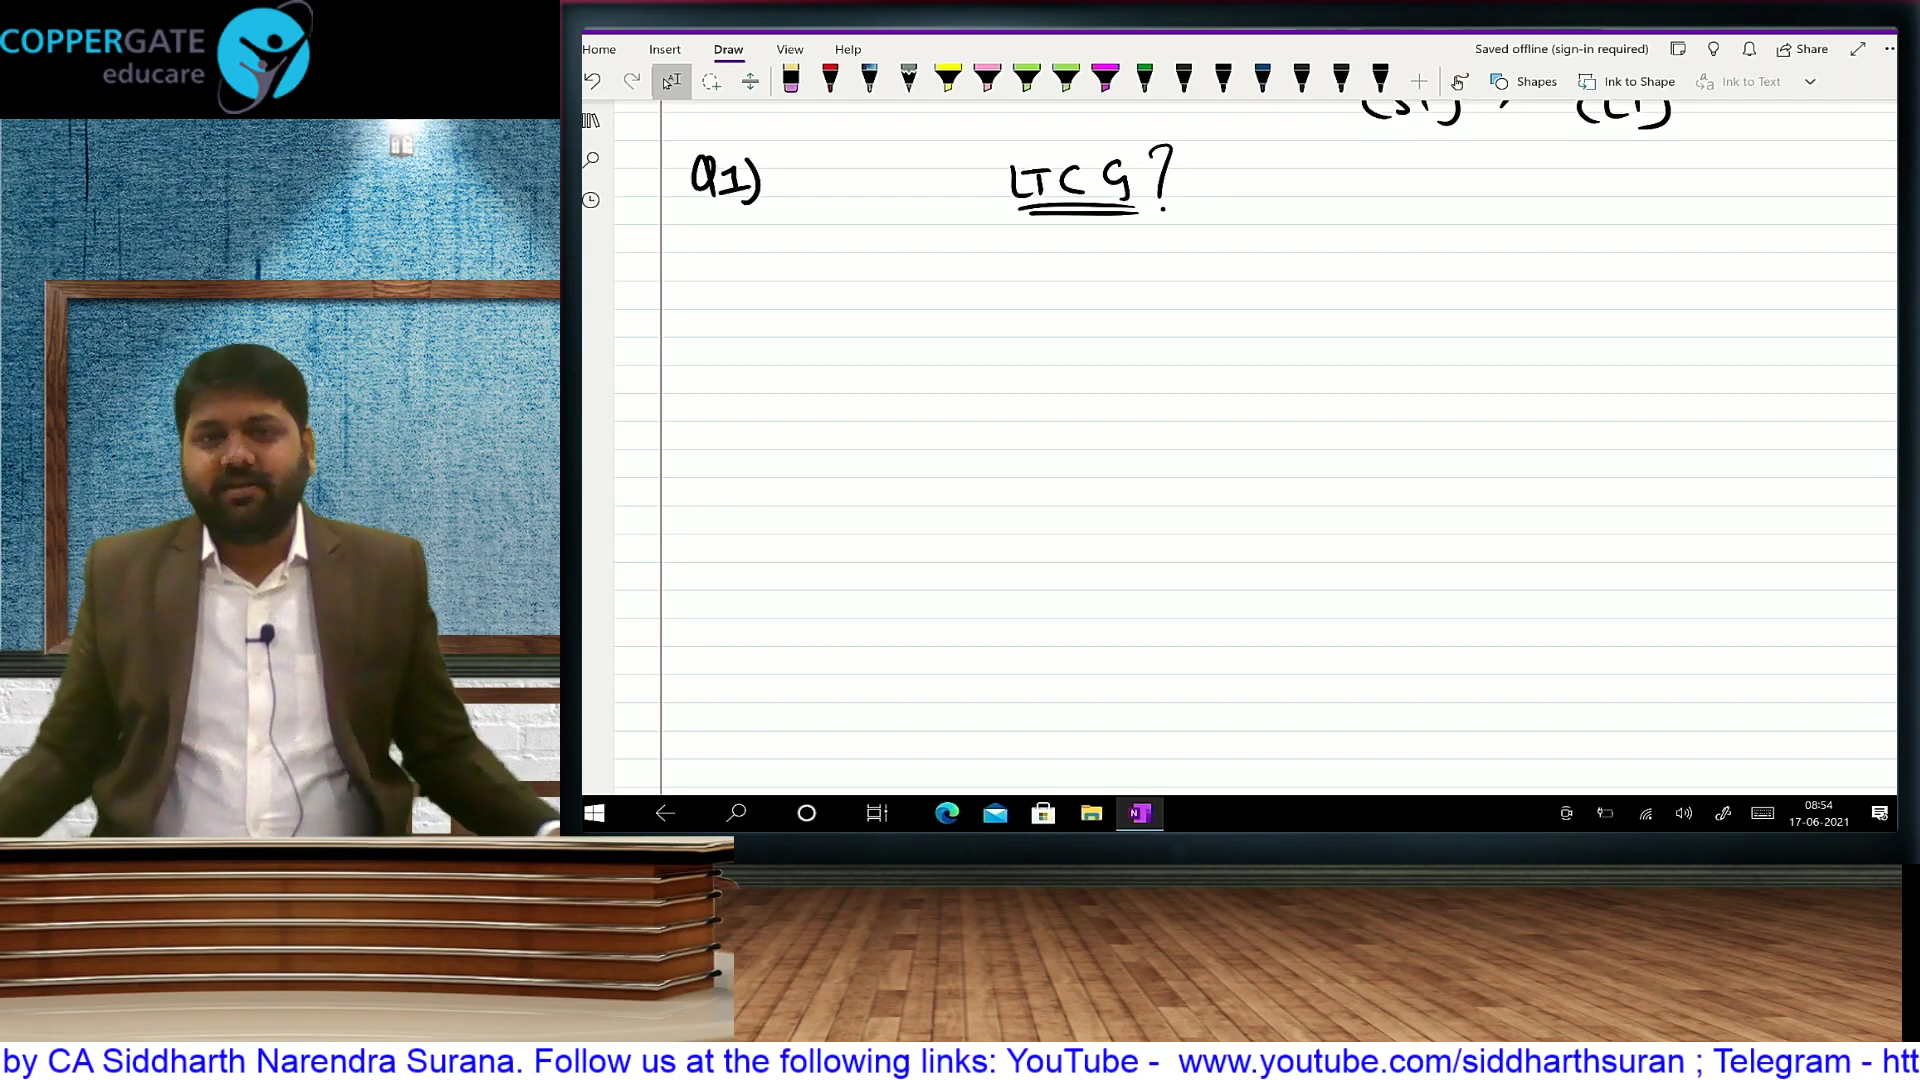 COPPERGATE
educare
Home Insert Draw View Help
Saved offline (sign-in required) Share
Shapes Ink to Shape Ink to Text
(ST) , (LT)
Q1) LTCG?
08:54
17-06-2021
by CA Siddharth Narendra Surana. Follow us at the following links: YouTube - www.youtube.com/siddharthsuran ; Telegram - htt